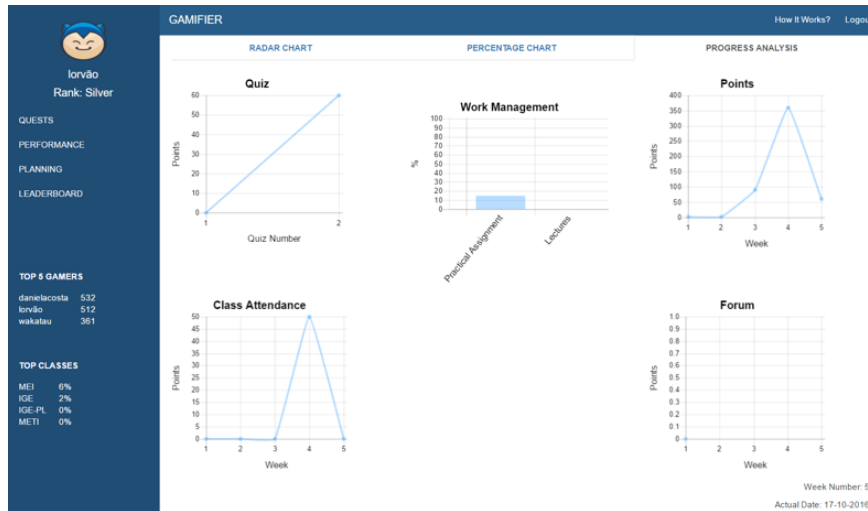 GAMIFIER
How It Works?
Logou
lorvão
Rank: Silver
QUESTS
PERFORMANCE
PLANNING
LEADERBOARD
TOP 5 GAMERS
danielacosta 532
lorvão 512
wakatau 361
TOP CLASSES
MEI 6%
IGE 2%
IGE-PL 0%
METI 0%
RADAR CHART
PERCENTAGE CHART
PROGRESS ANALYSIS
Quiz
Points
60
50
40
30
20
10
0
1 2
Quiz Number
Work Management
%
100
90
80
70
60
50
40
30
20
10
0
Practical Assignment
Lectures
Points
Points
400
350
300
250
200
150
100
50
0
1 2 3 4 5
Week
Class Attendance
Points
50
45
40
35
30
25
20
15
10
5
0
1 2 3 4 5
Week
Forum
Points
1.0
0.9
0.8
0.7
0.6
0.5
0.4
0.3
0.2
0.1
0
1 2 3 4 5
Week
Week Number: 5
Actual Date: 17-10-2016